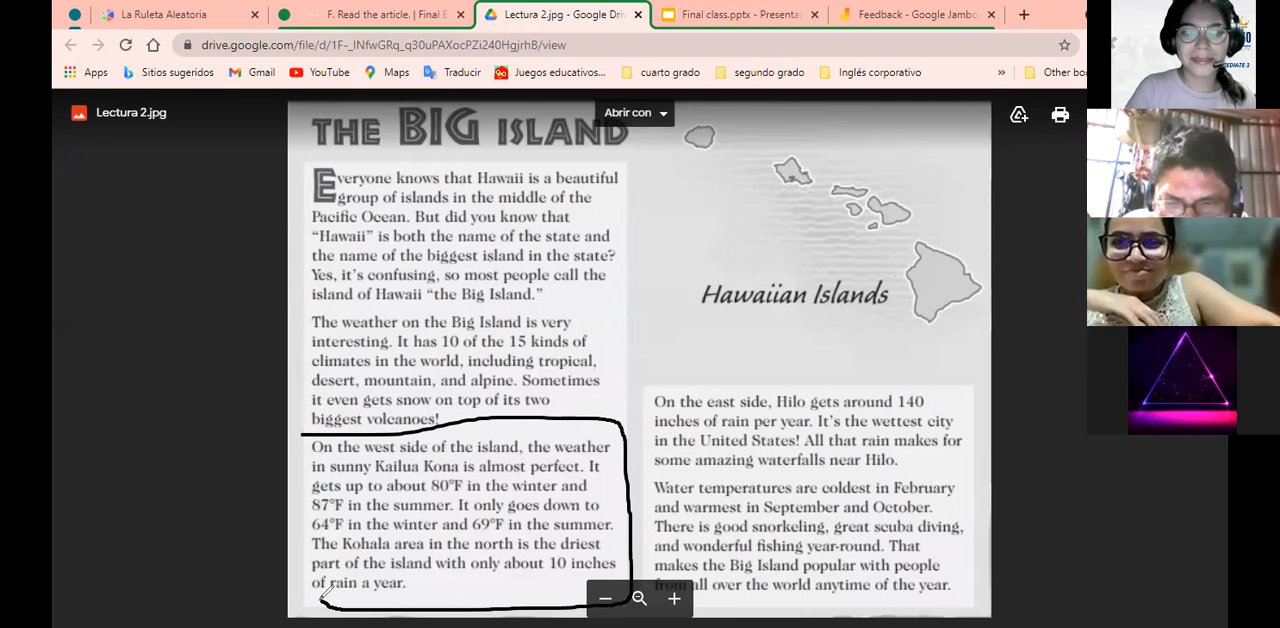 La Ruleta Aleatoria
F. Read the article. | Final E
Lectura 2.jpg - Google Driv
Final class.pptx - Presentac
Feedback - Google Jambo
drive.google.com/file/d/1F-_INfwGRq_q30uPAXocPZi240HgjrhB/view
Apps
Sitios sugeridos
Gmail
YouTube
Maps
Traducir
Juegos educativos...
cuarto grado
segundo grado
Inglés corporativo
»
Other bo
Lectura 2.jpg
Abrir con
THE BIG ISLAND
Everyone knows that Hawaii is a beautiful
group of islands in the middle of the
Pacific Ocean. But did you know that
“Hawaii” is both the name of the state and
the name of the biggest island in the state?
Yes, it’s confusing, so most people call the
island of Hawaii “the Big Island.”
The weather on the Big Island is very
interesting. It has 10 of the 15 kinds of
climates in the world, including tropical,
desert, mountain, and alpine. Sometimes
it even gets snow on top of its two
biggest volcanoes!
On the west side of the island, the weather
in sunny Kailua Kona is almost perfect. It
gets up to about 80°F in the winter and
87°F in the summer. It only goes down to
64°F in the winter and 69°F in the summer.
The Kohala area in the north is the driest
part of the island with only about 10 inches
of rain a year.
Hawaiian Islands
On the east side, Hilo gets around 140
inches of rain per year. It’s the wettest city
in the United States! All that rain makes for
some amazing waterfalls near Hilo.
Water temperatures are coldest in February
and warmest in September and October.
There is good snorkeling, great scuba diving,
and wonderful fishing year-round. That
makes the Big Island popular with people
from all over the world anytime of the year.
MEDIATE 3